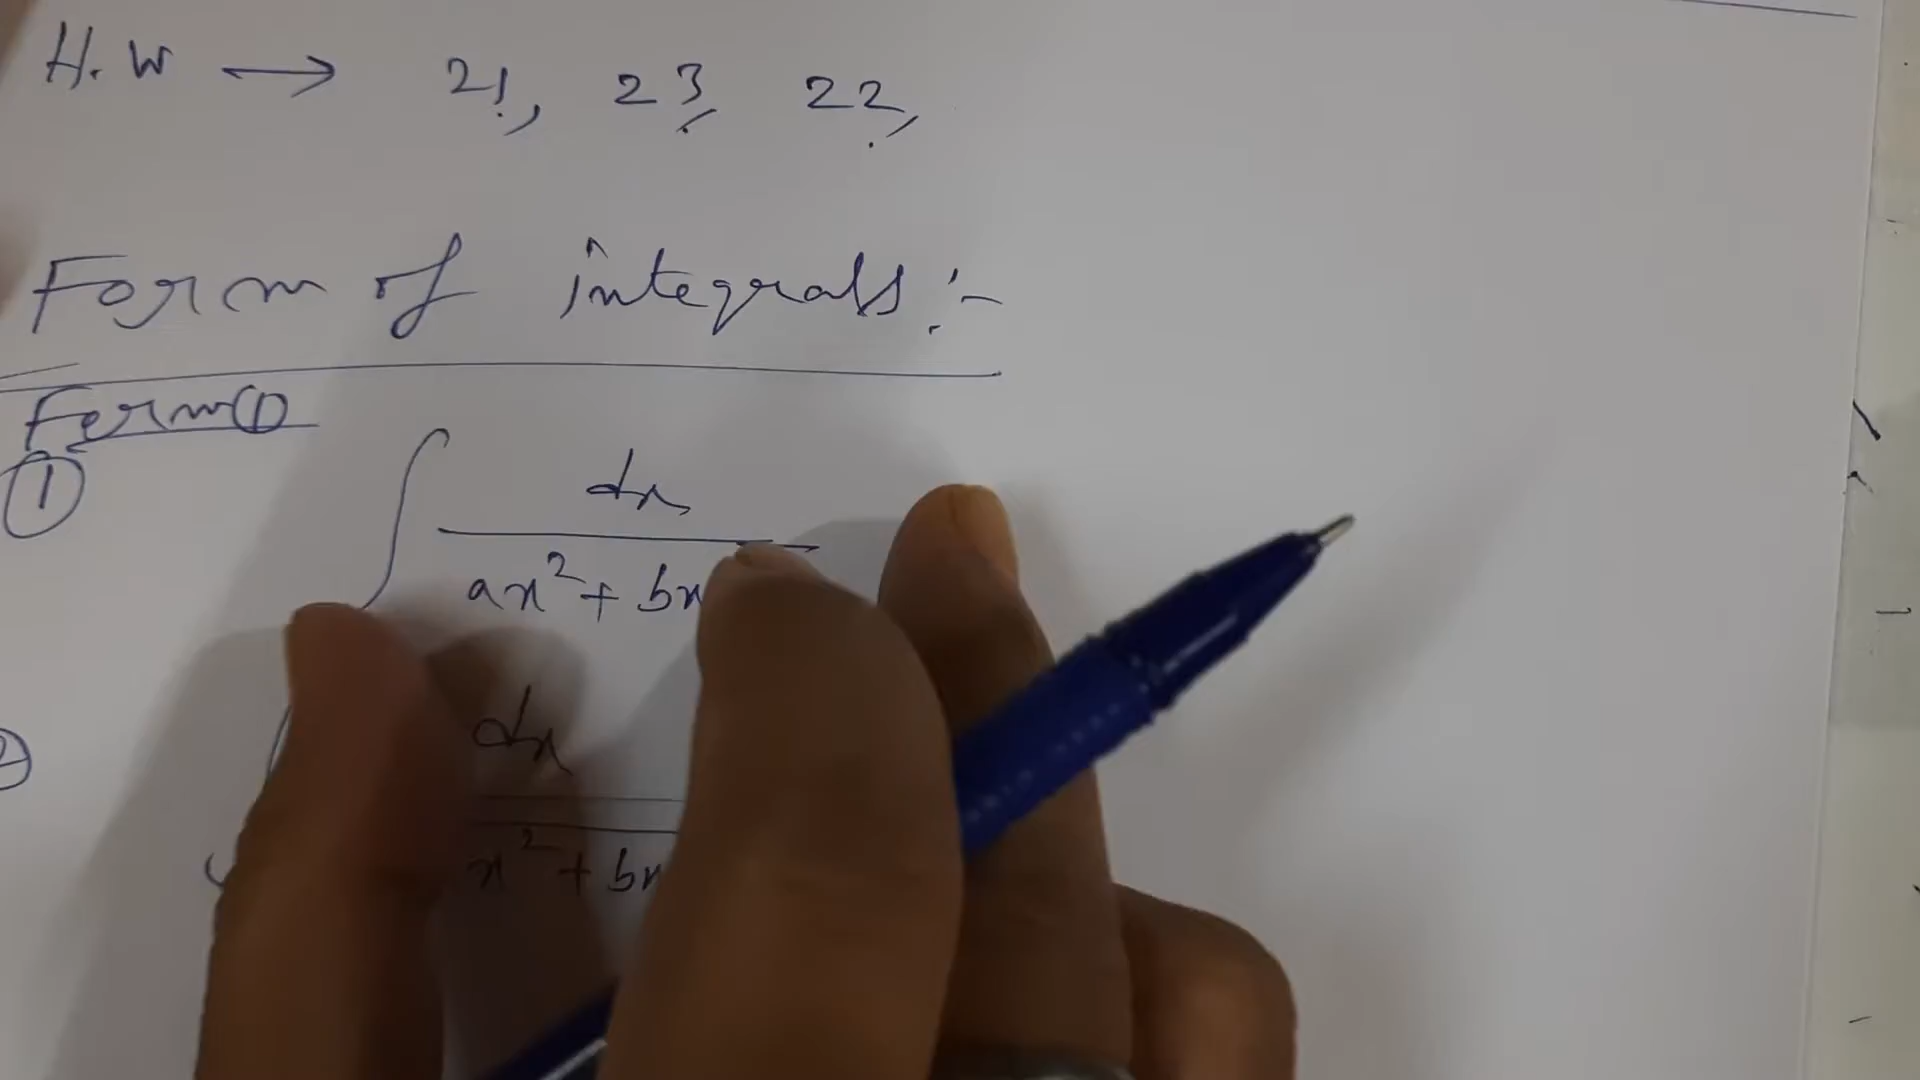 H.W → 21, 23, 22,
Form of integrals :-
Form ①
① ∫ dx
ax² + bx
② dx
x² + bx